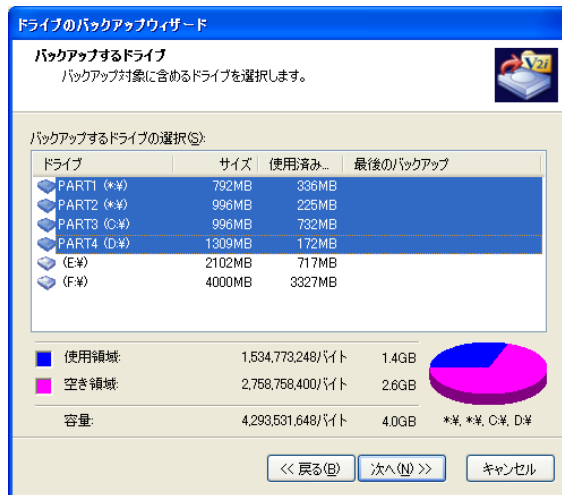 ドライブのバックアップウィザード
バックアップするドライブ
バックアップ対象に含めるドライブを選択します。
V2i
バックアップするドライブの選択(S):
ドライブ サイズ 使用済み... 最後のバックアップ
PART1 (*:¥) 792MB 336MB
PART2 (*:¥) 996MB 225MB
PART3 (C:¥) 996MB 732MB
PART4 (D:¥) 1309MB 172MB
(E:¥) 2102MB 717MB
(F:¥) 4000MB 3327MB
使用領域: 1,534,773,248バイト 1.4GB
空き領域: 2,758,758,400バイト 2.6GB
容量: 4,293,531,648バイト 4.0GB *:¥, *:¥, C:¥, D:¥
<< 戻る(B) 次へ(N) >> キャンセル